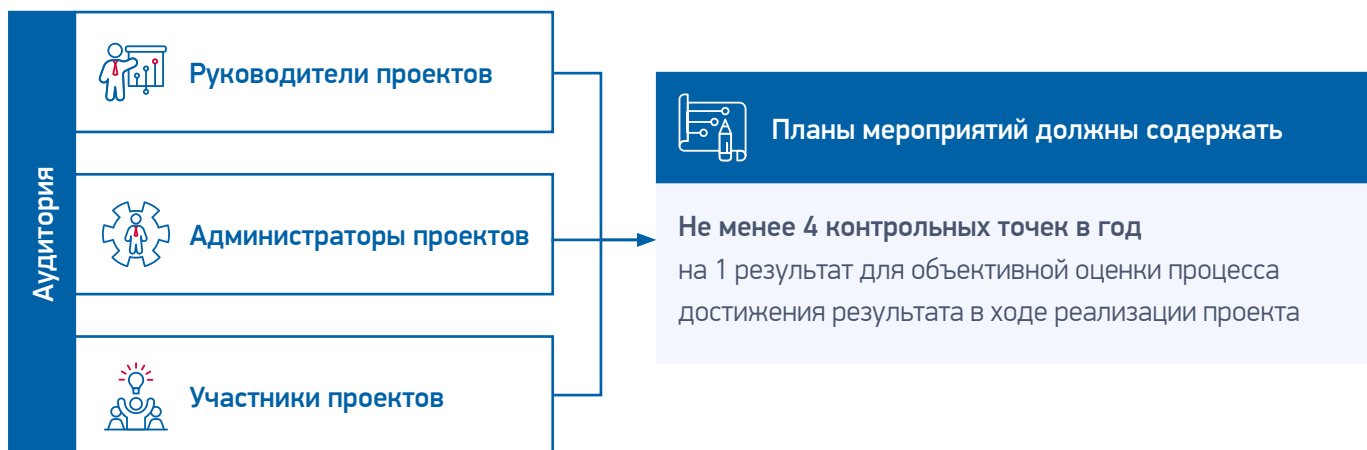 Аудитория
Руководители проектов
Администраторы проектов
Участники проектов
Планы мероприятий должны содержать
Не менее 4 контрольных точек в год
на 1 результат для объективной оценки процесса
достижения результата в ходе реализации проекта